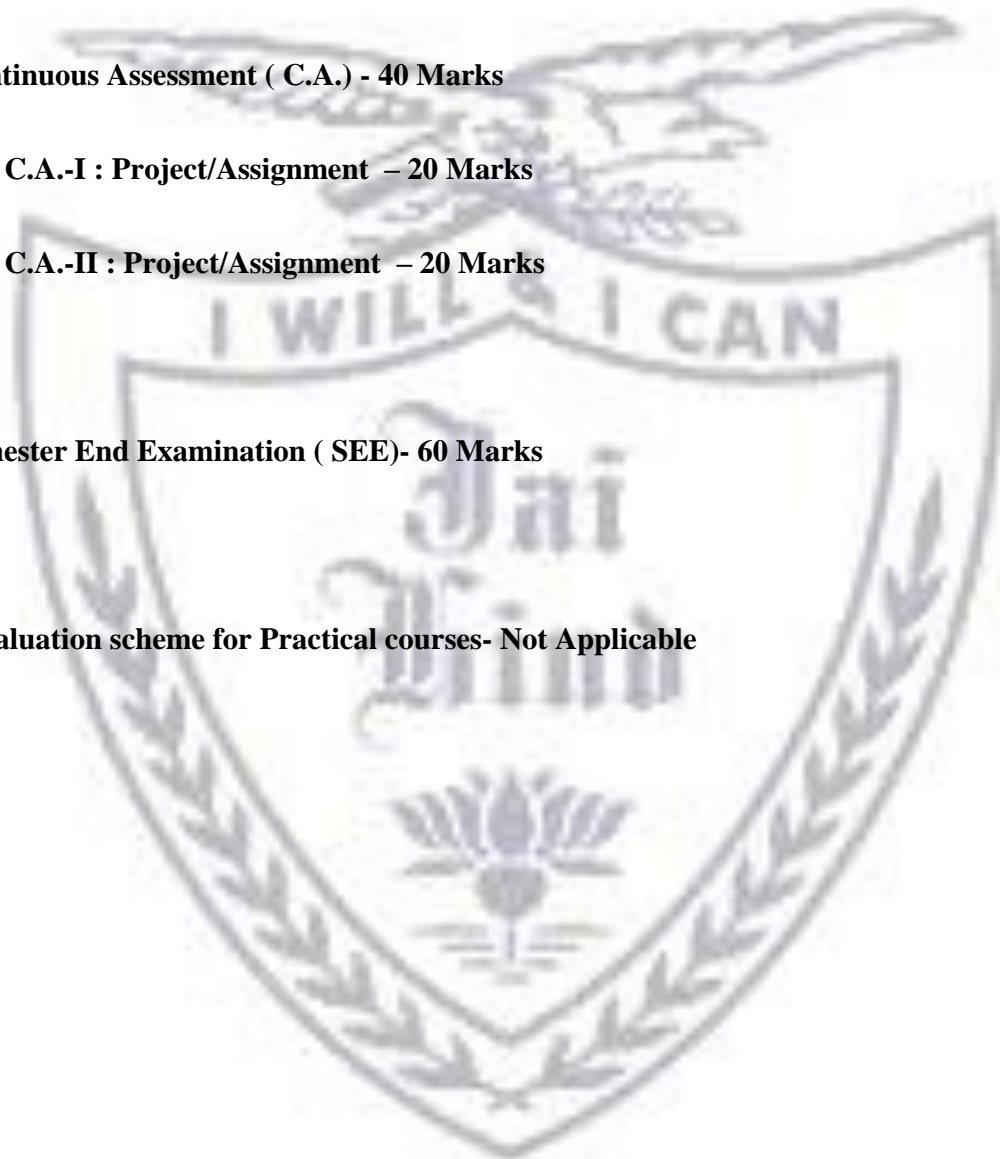 ntinuous Assessment ( C.A.) - 40 Marks
C.A.-I : Project/Assignment – 20 Marks
C.A.-II : Project/Assignment – 20 Marks
I WILL & I CAN
ester End Examination ( SEE)- 60 Marks
Jai
aluation scheme for Practical courses- Not Applicable
Hind